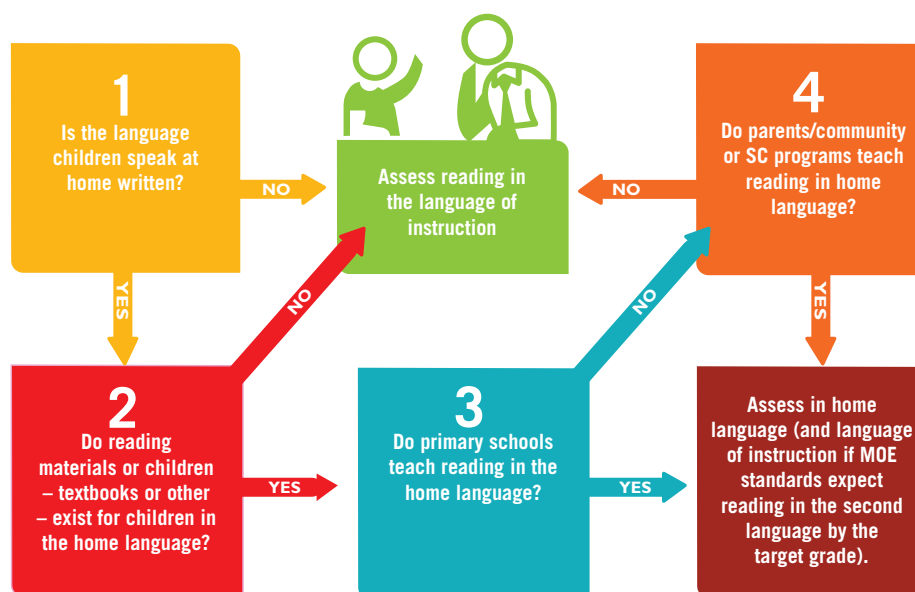 1
Is the language
children speak at
home written?
NO
YES
Assess reading in
the language of
instruction
4
Do parents/community
or SC programs teach
reading in home
language?
NO
YES
2
Do reading
materials or children
– textbooks or other
– exist for children in
the home language?
NO
YES
3
Do primary schools
teach reading in the
home language?
NO
YES
Assess in home
language (and language
of instruction if MOE
standards expect
reading in the second
language by the
target grade).